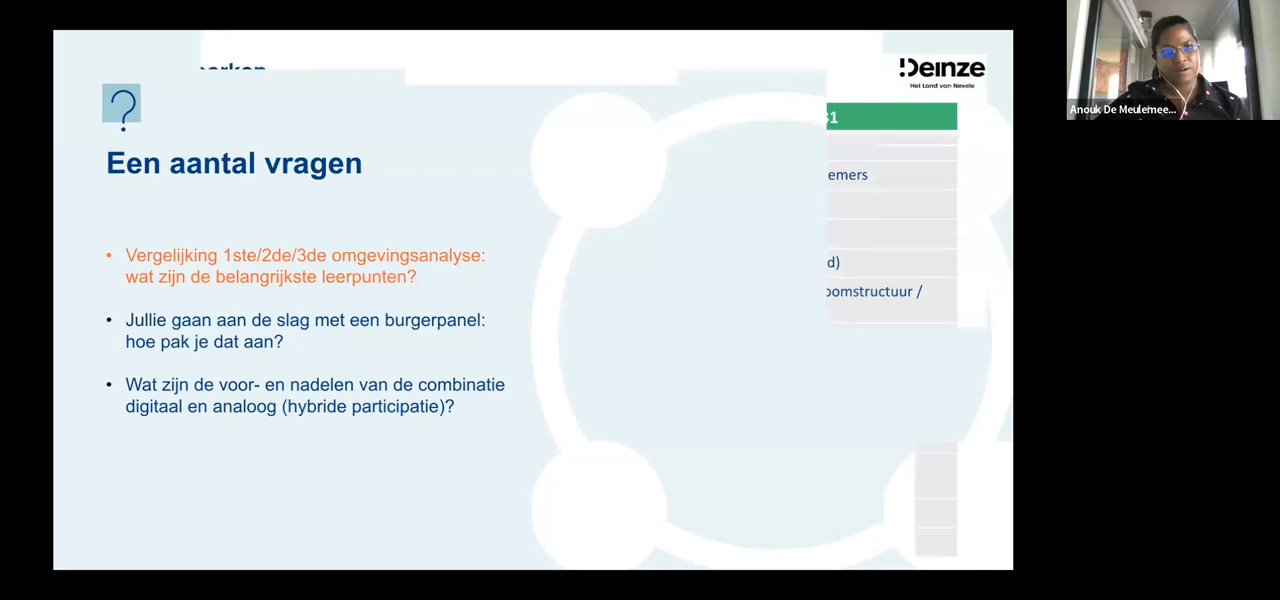 Deinze
Het Land van Nevele
Anouk De Meulemee...
?
Een aantal vragen
31
emers
d)
oomstructuur /
• Vergelijking 1ste/2de/3de omgevingsanalyse:
wat zijn de belangrijkste leerpunten?
• Jullie gaan aan de slag met een burgerpanel:
hoe pak je dat aan?
• Wat zijn de voor- en nadelen van de combinatie
digitaal en analoog (hybride participatie)?